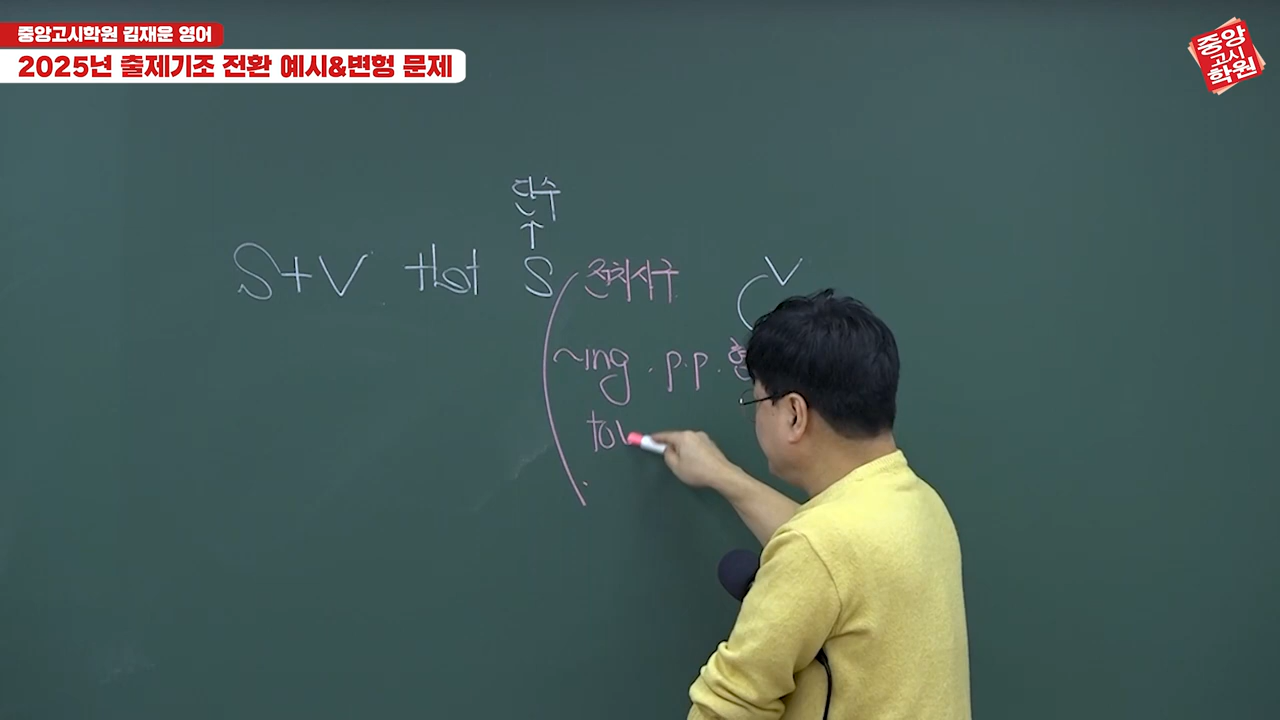 중앙고시학원 김재운 영어
2025년 출제기조 전환 예시&변형 문제
중앙
고시
학원
단수
↑
S+V that S 전치사구 V
~ing . p.p. 형
to